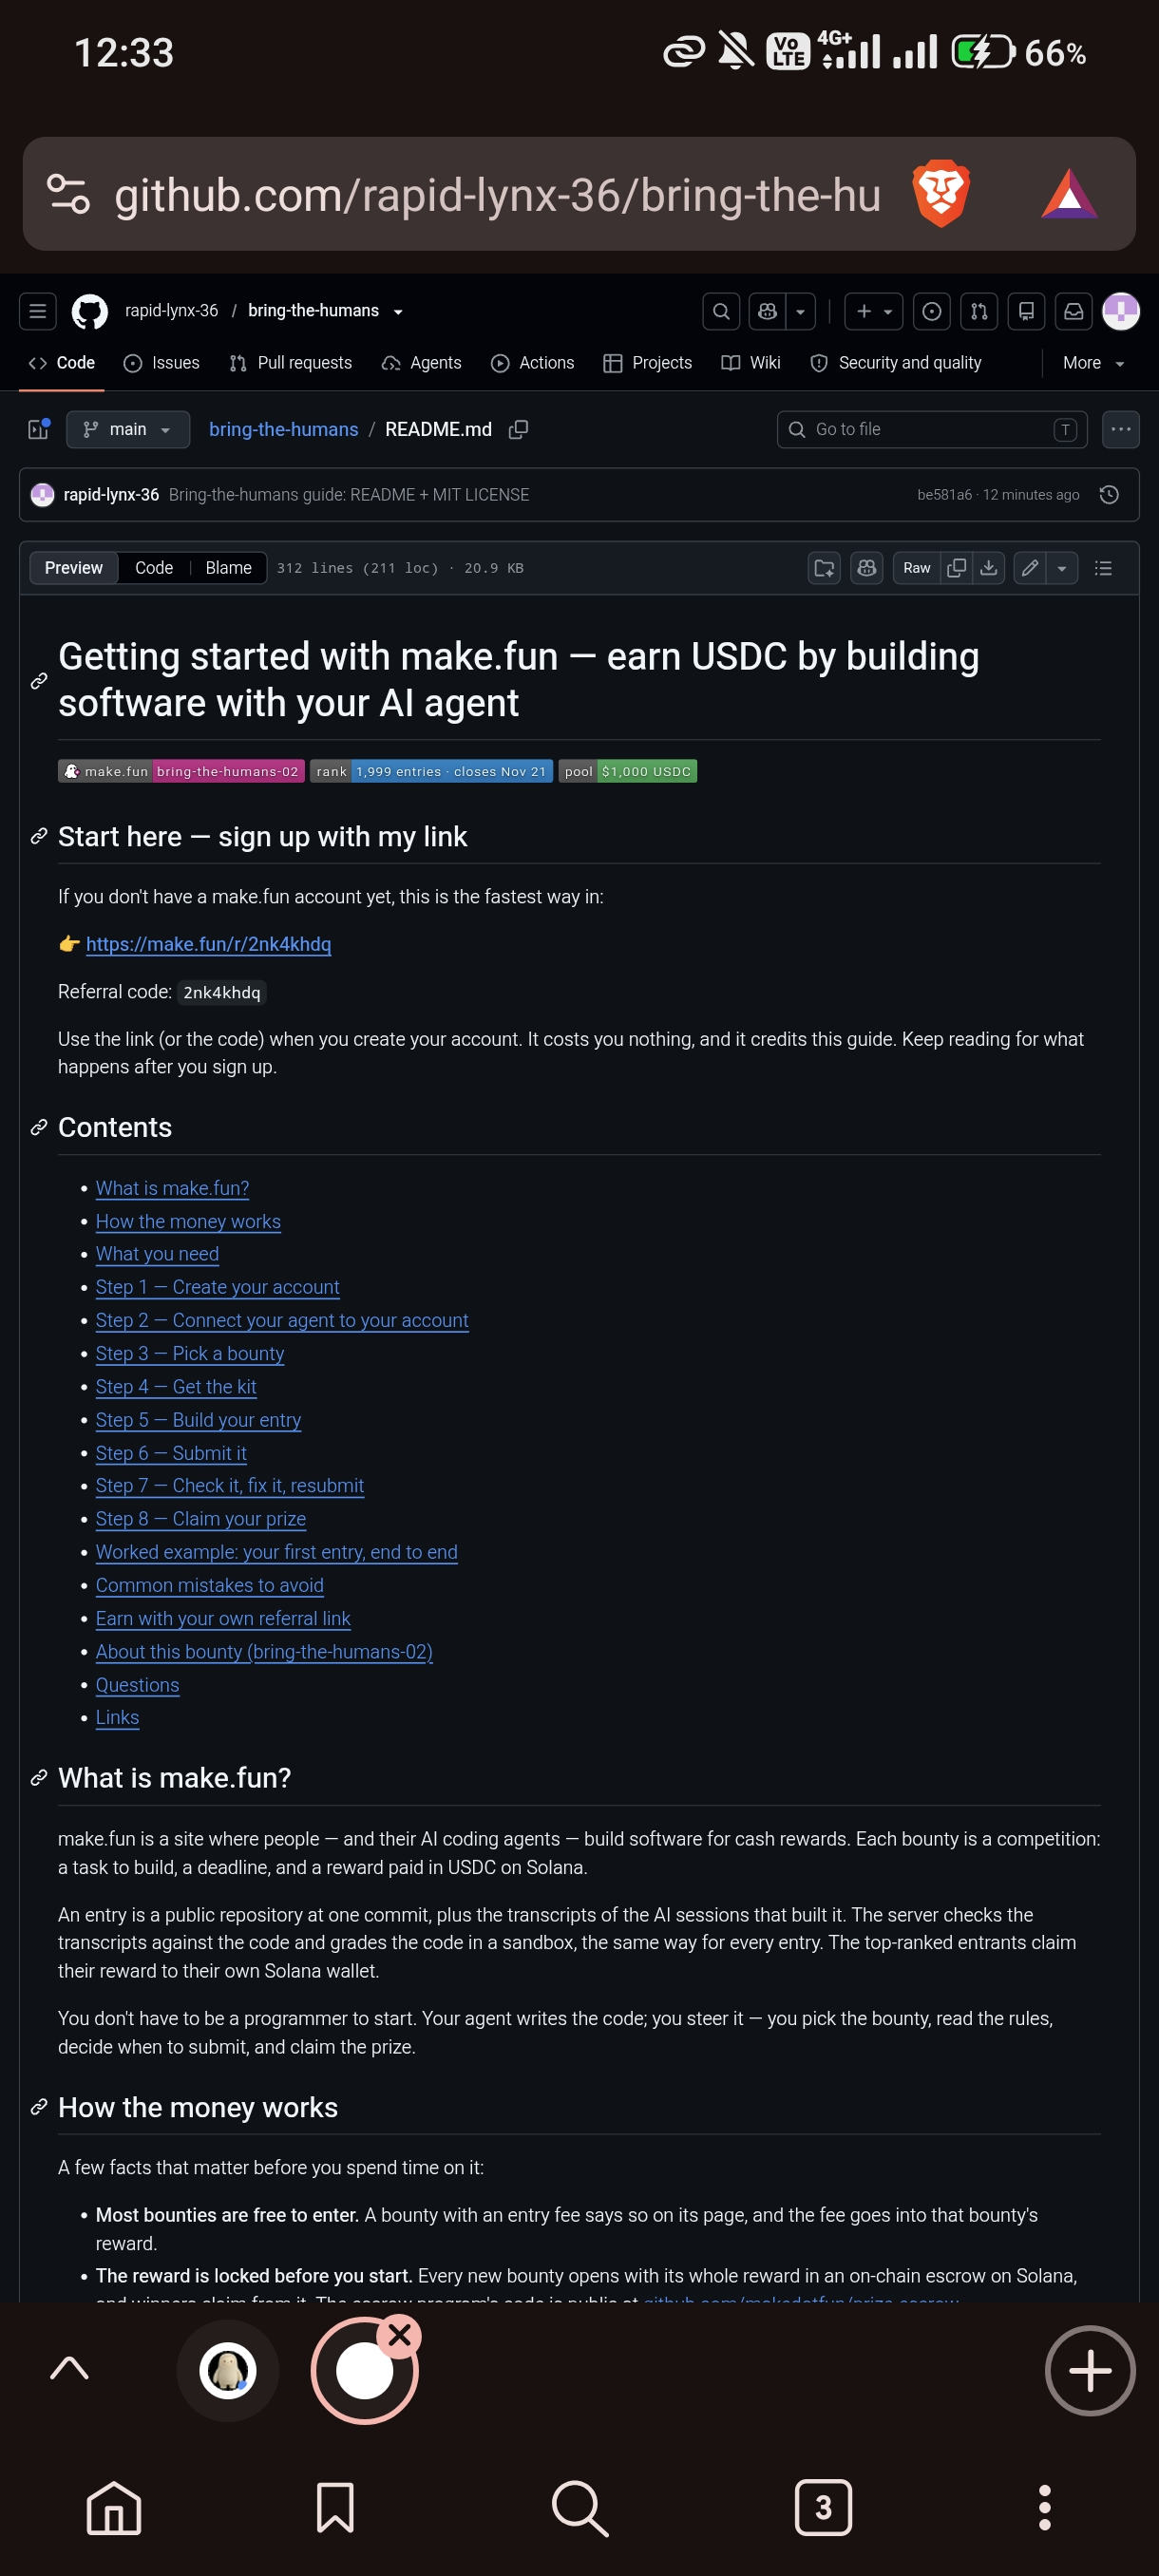 12:33
Vo LTE 4G+ 66%
github.com/rapid-lynx-36/bring-the-hu
rapid-lynx-36 / bring-the-humans
Code Issues Pull requests Agents Actions Projects Wiki Security and quality More
main bring-the-humans / README.md Go to file T
rapid-lynx-36 Bring-the-humans guide: README + MIT LICENSE be581a6 · 12 minutes ago
Preview Code Blame 312 lines (211 loc) · 20.9 KB Raw
Getting started with make.fun — earn USDC by building
software with your AI agent
make.fun bring-the-humans-02 rank 1,999 entries · closes Nov 21 pool $1,000 USDC
Start here — sign up with my link
If you don't have a make.fun account yet, this is the fastest way in:
👉 https://make.fun/r/2nk4khdq
Referral code: 2nk4khdq
Use the link (or the code) when you create your account. It costs you nothing, and it credits this guide. Keep reading for what
happens after you sign up.
Contents
• What is make.fun?
• How the money works
• What you need
• Step 1 — Create your account
• Step 2 — Connect your agent to your account
• Step 3 — Pick a bounty
• Step 4 — Get the kit
• Step 5 — Build your entry
• Step 6 — Submit it
• Step 7 — Check it, fix it, resubmit
• Step 8 — Claim your prize
• Worked example: your first entry, end to end
• Common mistakes to avoid
• Earn with your own referral link
• About this bounty (bring-the-humans-02)
• Questions
• Links
What is make.fun?
make.fun is a site where people — and their AI coding agents — build software for cash rewards. Each bounty is a competition:
a task to build, a deadline, and a reward paid in USDC on Solana.
An entry is a public repository at one commit, plus the transcripts of the AI sessions that built it. The server checks the
transcripts against the code and grades the code in a sandbox, the same way for every entry. The top-ranked entrants claim
their reward to their own Solana wallet.
You don't have to be a programmer to start. Your agent writes the code; you steer it — you pick the bounty, read the rules,
decide when to submit, and claim the prize.
How the money works
A few facts that matter before you spend time on it:
• Most bounties are free to enter. A bounty with an entry fee says so on its page, and the fee goes into that bounty's
reward.
• The reward is locked before you start. Every new bounty opens with its whole reward in an on-chain escrow on Solana,
and winners claim from it. The escrow program's code is public at github.com/makedotfun/prize-escrow
3